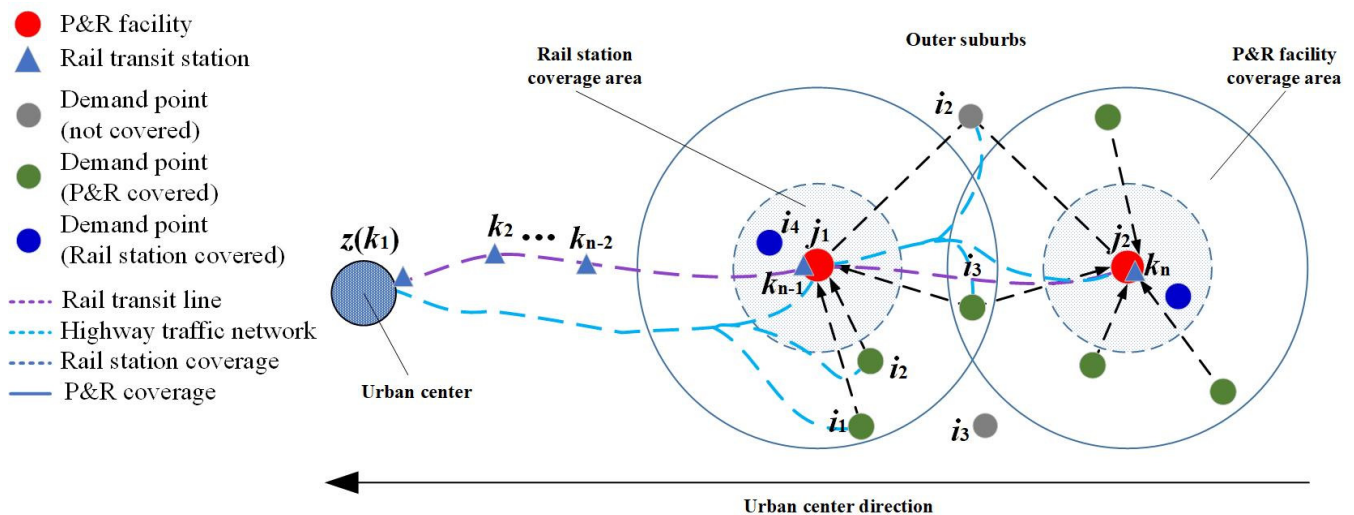 P&R facility
Rail transit station
Demand point
(not covered)
Demand point
(P&R covered)
Demand point
(Rail station covered)
Rail transit line
Highway traffic network
Rail station coverage
P&R coverage
Outer suburbs
Rail station
coverage area
P&R facility
coverage area
i2
z(k1)
k2
...
kn-2
i4
j1
kn-1
i3
j2
kn
i2
i1
i3
Urban center
Urban center direction